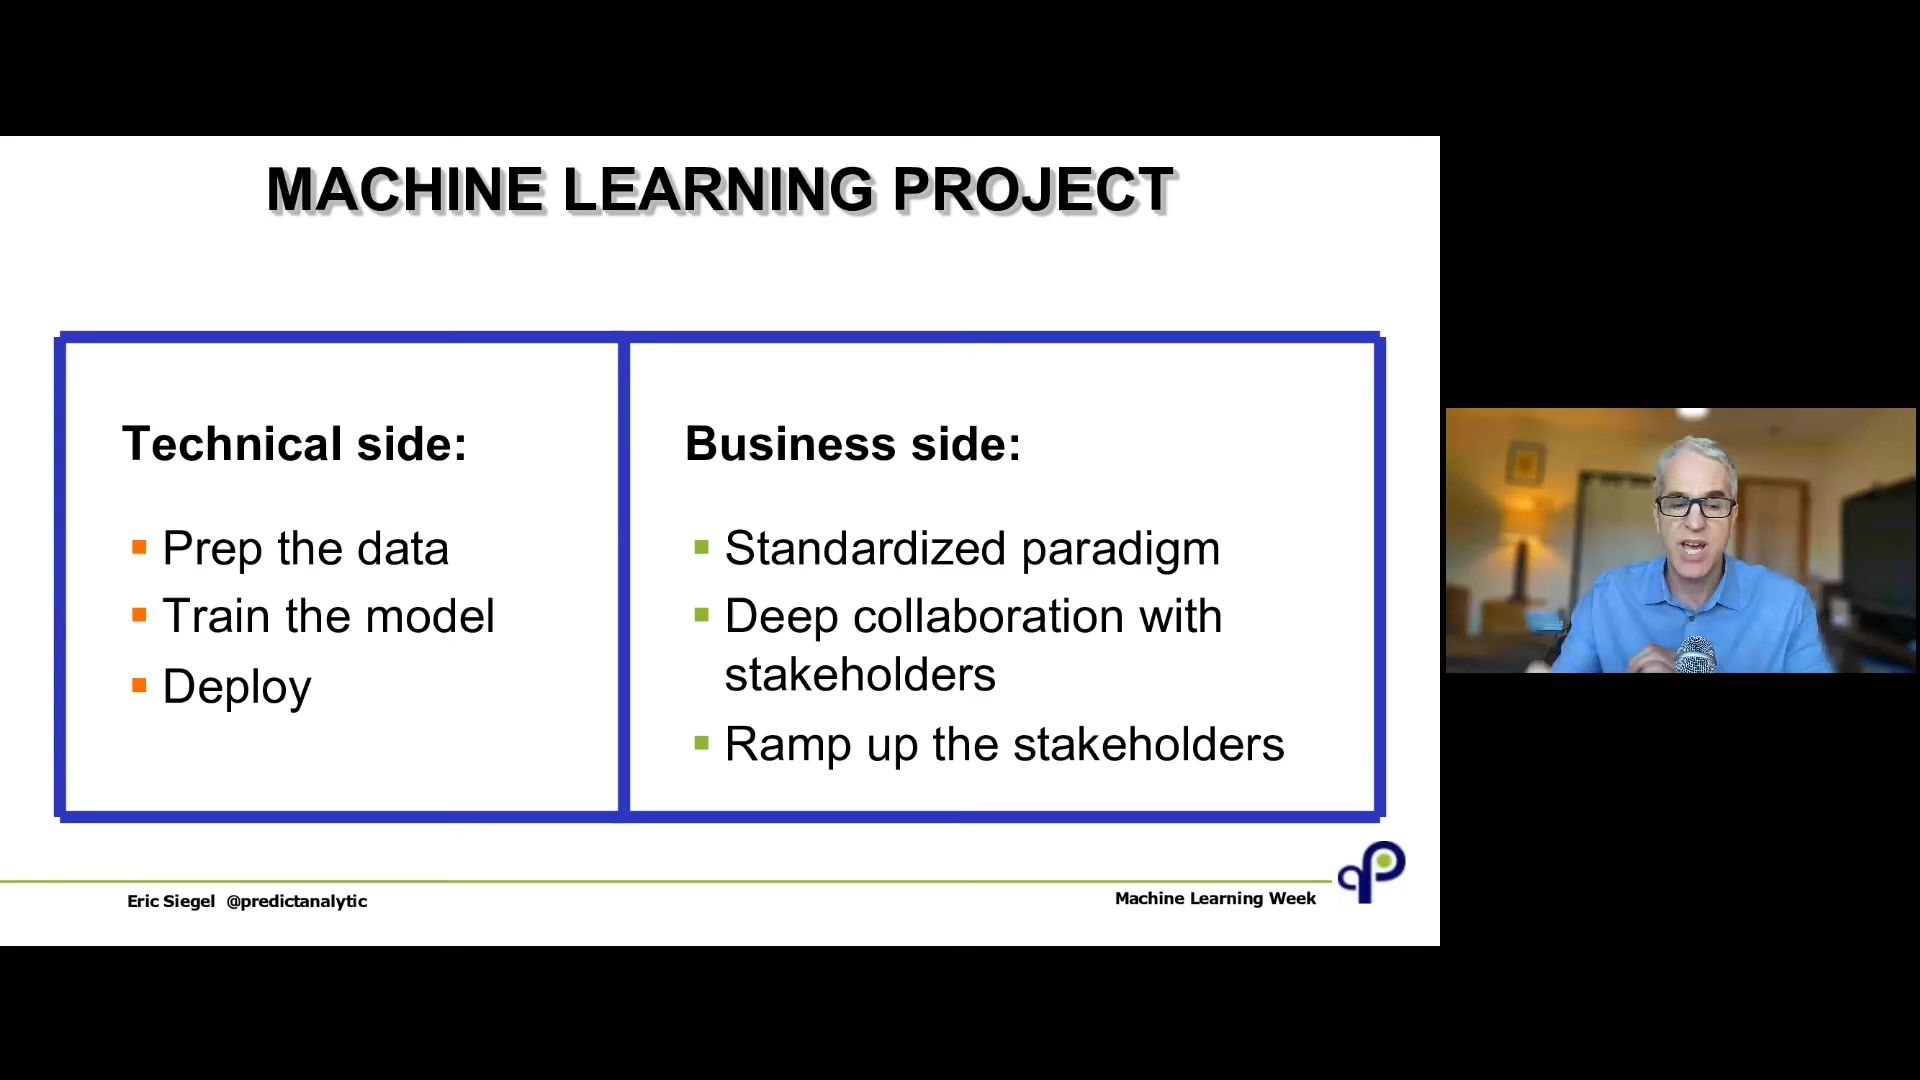 MACHINE LEARNING PROJECT
Technical side:
Prep the data
Train the model
Deploy
Business side:
Standardized paradigm
Deep collaboration with
stakeholders
Ramp up the stakeholders
Eric Siegel @predictanalytic
Machine Learning Week